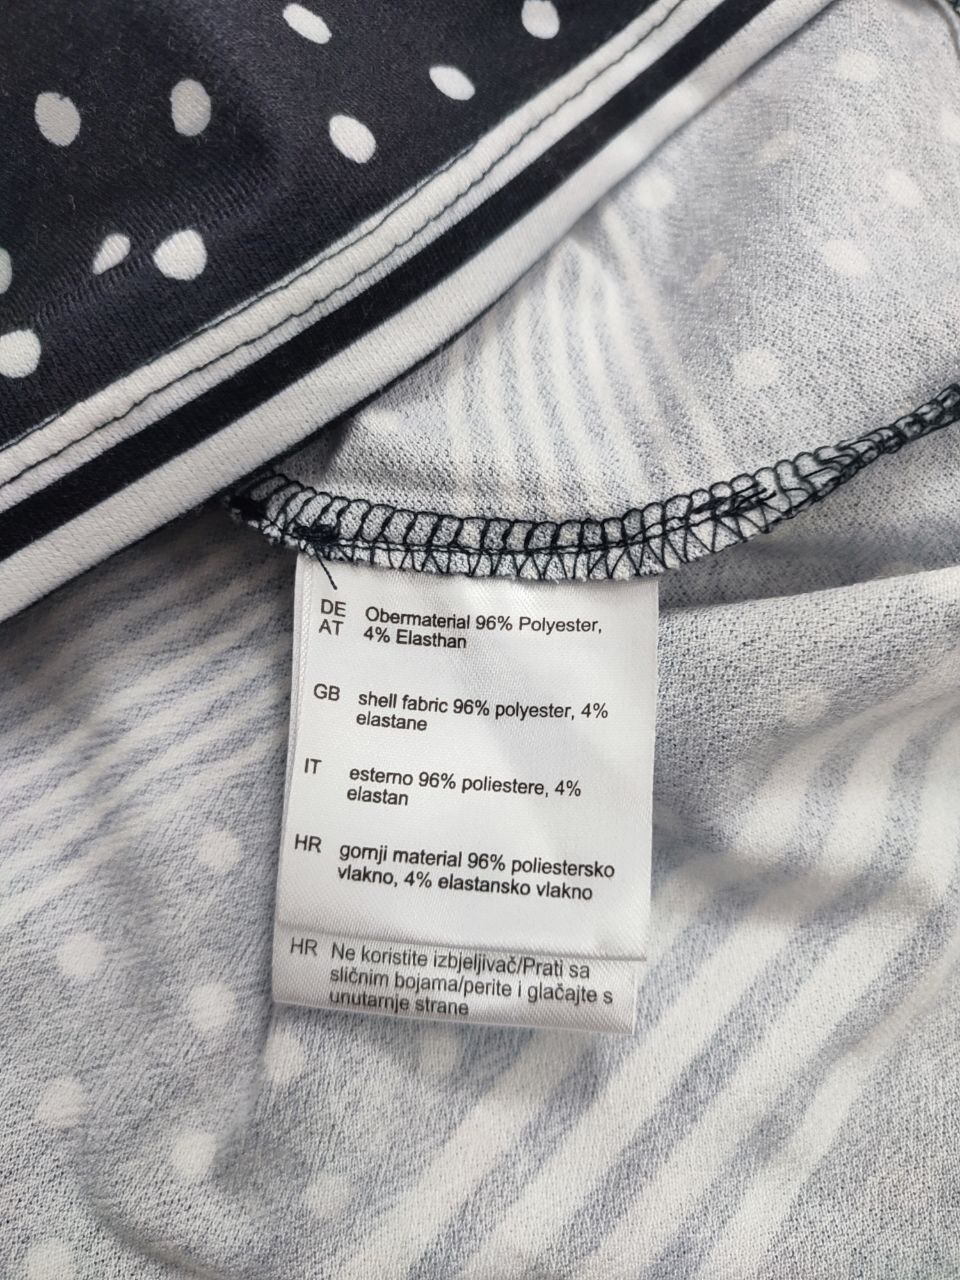 DE Obermaterial 96% Polyester,
AT 4% Elasthan
GB shell fabric 96% polyester, 4%
elastane
IT esterno 96% poliestere, 4%
elastan
HR gornji material 96% poliestersko
vlakno, 4% elastansko vlakno
HR Ne koristite izbjeljivač/Prati sa
sličnim bojama/perite i glačajte s
unutarnje strane